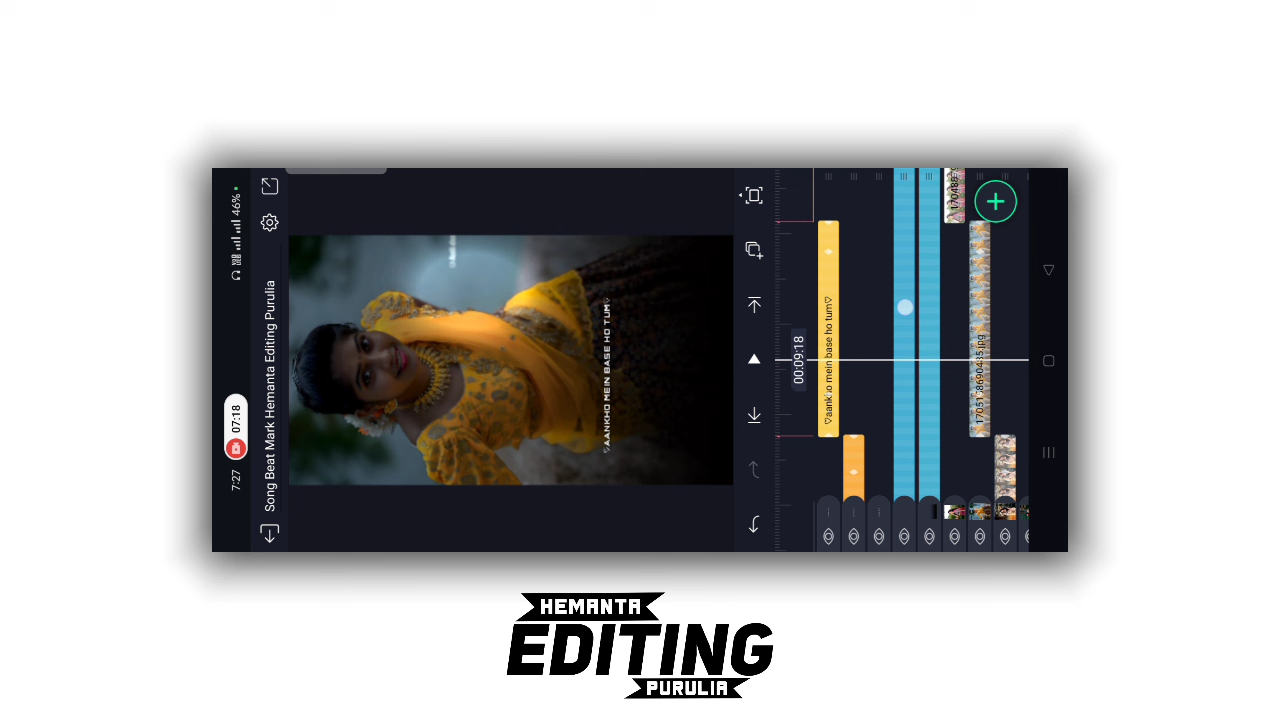 7:27
07:18
46%
Song Beat Mark Hemanta Editing Purulia
♡AANKHO MEIN BASE HO TUM♡
00:09:18
♡aankho mein base ho tum♡
HEMANTA
EDITING
PURULIA